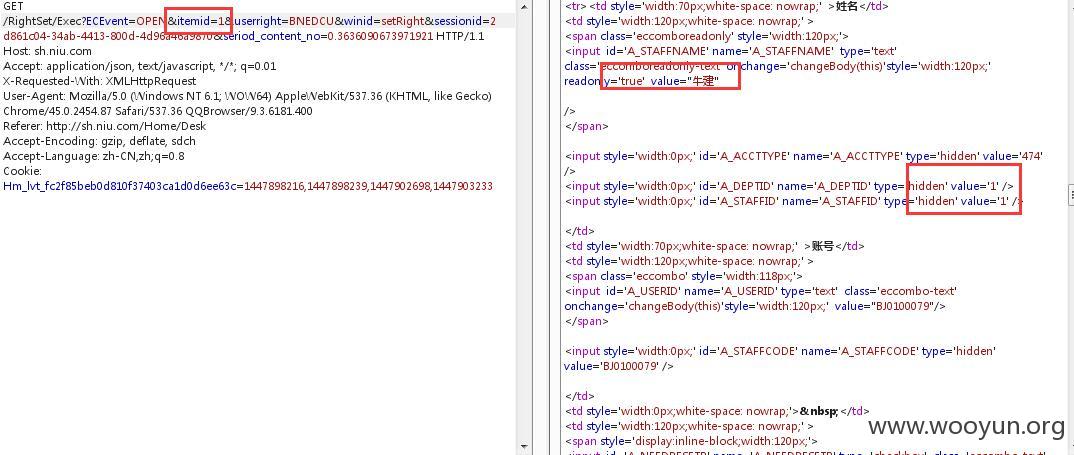 GET
/RightSet/Exec?ECEvent=OPEN&itemid=1&userright=BNEDCU&winid=setRight&sessionid=2
d861c04-34ab-4413-800d-4d96a46a9870&seriod_content_no=0.3636090673971921 HTTP/1.1
Host: sh.niu.com
Accept: application/json, text/javascript, */*; q=0.01
X-Requested-With: XMLHttpRequest
User-Agent: Mozilla/5.0 (Windows NT 6.1; WOW64) AppleWebKit/537.36 (KHTML, like Gecko)
Chrome/45.0.2454.87 Safari/537.36 QQBrowser/9.3.6181.400
Referer: http://sh.niu.com/Home/Desk
Accept-Encoding: gzip, deflate, sdch
Accept-Language: zh-CN,zh;q=0.8
Cookie:
Hm_lvt_fc2f85beb0d810f37403ca1d0d6ee63c=1447898216,1447898239,1447902698,1447903233
<tr> <td style='width:70px;white-space: nowrap;' >姓名</td>
<td style='width:120px;white-space: nowrap;' >
<span class='eccomboreadonly' style='width:120px;'>
<input id='A_STAFFNAME' name='A_STAFFNAME' type='text'
class='eccomboreadonly-text' onchange='changeBody(this)'style='width:120px;'
readony='true' value="牛建"
/>
</span>
<input style='width:0px;' id='A_ACCTTYPE' name='A_ACCTTYPE' type='hidden' value='474'
/>
<input style='width:0px;' id='A_DEPTID' name='A_DEPTID' type='hidden' value='1' />
<input style='width:0px;' id='A_STAFFID' name='A_STAFFID' type='hidden' value='1' />
</td>
<td style='width:70px;white-space: nowrap;' >账号</td>
<td style='width:120px;white-space: nowrap;' >
<span class='eccombo' style='width:118px;'>
<input id='A_USERID' name='A_USERID' type='text' class='eccombo-text'
onchange='changeBody(this)'style='width:120px;' value="BJ0100079"/>
</span>
<input style='width:0px;' id='A_STAFFCODE' name='A_STAFFCODE' type='hidden'
value='BJ0100079' />
</td>
<td style='width:0px;white-space: nowrap;'>&nbsp;</td>
<td style='width:120px;white-space: nowrap;' >
<span style='display:inline-block;width:120px;'>
www.wooyun.org